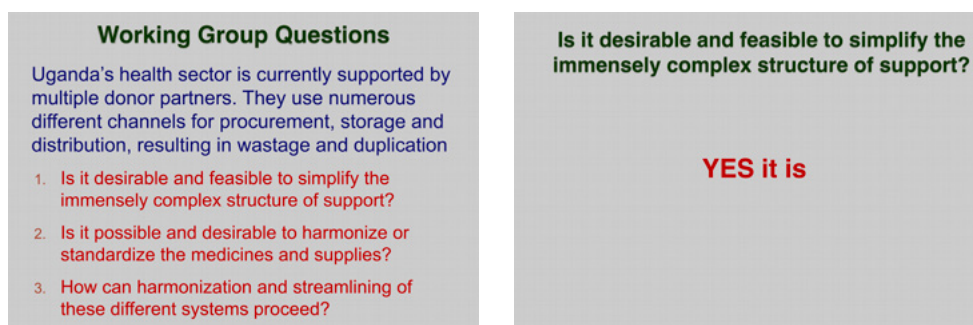 Working Group Questions
Uganda's health sector is currently supported by
multiple donor partners. They use numerous
different channels for procurement, storage and
distribution, resulting in wastage and duplication
1. Is it desirable and feasible to simplify the
immensely complex structure of support?
2. Is it possible and desirable to harmonize or
standardize the medicines and supplies?
3. How can harmonization and streamlining of
these different systems proceed?
Is it desirable and feasible to simplify the
immensely complex structure of support?
YES it is